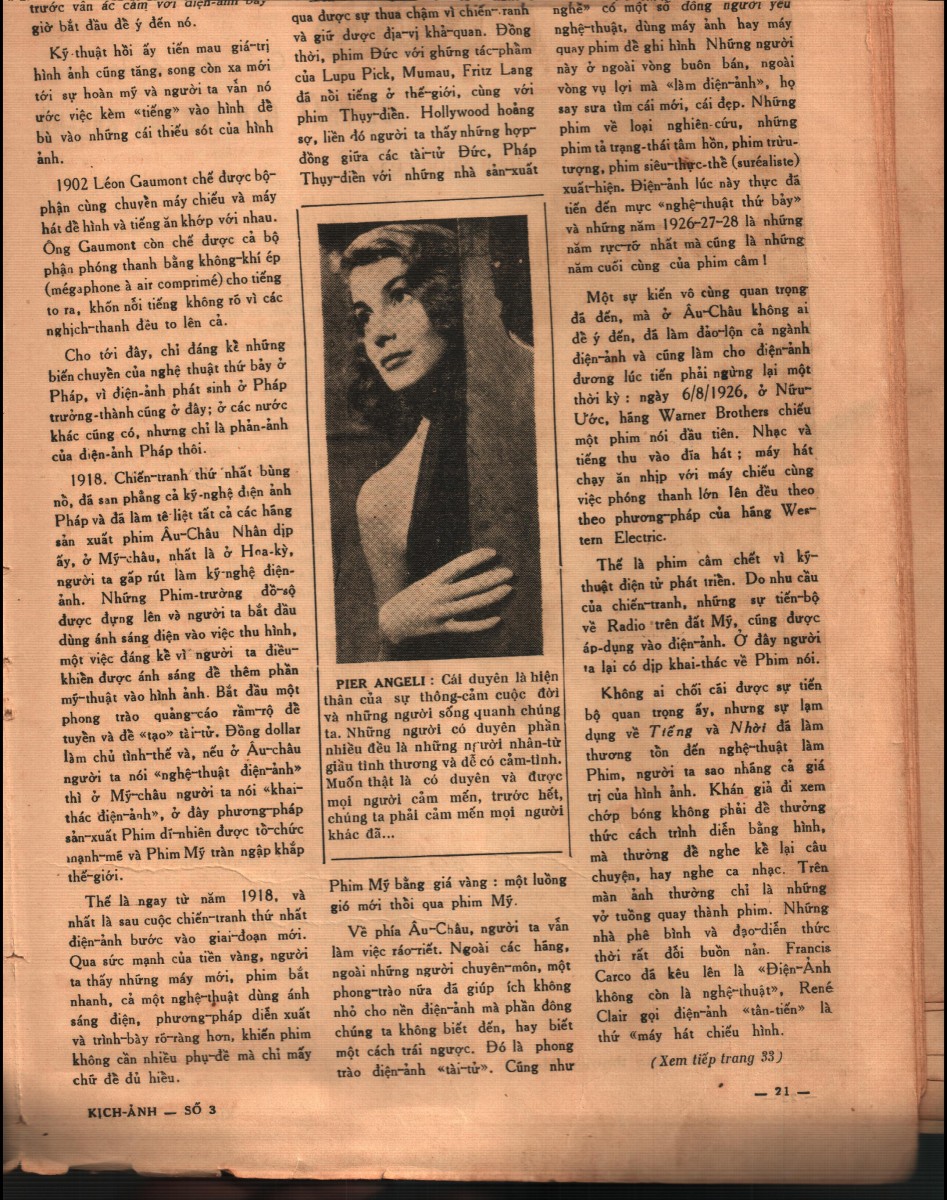 trước vẫn ác cảm với điện-ảnh bây
giờ bắt đầu để ý đến nó.
Kỹ-thuật hồi ấy tiến mau giá-trị
hình ảnh cũng tăng, song còn xa mới
tới sự hoàn mỹ và người ta vẫn nó
ước việc kèm «tiếng» vào hình để
bù vào những cái thiếu sót của hình
ảnh.
1902 Léon Gaumont chế được bộ-
phận cùng chuyển máy chiếu và máy
hát để hình và tiếng ăn khớp với nhau.
Ông Gaumont còn chế được cả bộ
phận phóng thanh bằng không-khí ép
(mégaphone à air comprimé) cho tiếng
to ra, khốn nỗi tiếng không rõ vì các
nghịch-thanh đều to lên cả.
Cho tới đây, chỉ đáng kể những
biến chuyển của nghệ thuật thứ bảy ở
Pháp, vì điện-ảnh phát sinh ở Pháp
trưởng-thành cũng ở đây; ở các nước
khác cũng có, nhưng chỉ là phản-ảnh
của điện-ảnh Pháp thôi.
1918. Chiến-tranh thứ nhất bùng
nổ, đã san phẳng cả kỹ-nghệ điện ảnh
Pháp và đã làm tê liệt tất cả các hãng
sản xuất phim Âu-Châu Nhân dịp
ấy, ở Mỹ-châu, nhất là ở Hoa-kỳ,
người ta gấp rút làm kỹ-nghệ điện-
ảnh. Những Phim-trường đồ-sộ
được dựng lên và người ta bắt đầu
dùng ánh sáng điện vào việc thu hình,
một việc đáng kể vì người ta điều-
khiển được ánh sáng để thêm phần
mỹ-thuật vào hình ảnh. Bắt đầu một
phong trào quảng-cáo rầm-rộ để
tuyển và để «tạo» tài-tử. Đồng dollar
làm chủ tình-thế và, nếu ở Âu-châu
người ta nói «nghệ-thuật điện-ảnh»
thì ở Mỹ-châu người ta nói «khai-
thác điện-ảnh», ở đây phương-pháp
sản-xuất Phim dĩ-nhiên được tổ-chức
mạnh-mẽ và Phim Mỹ tràn ngập khắp
thế-giới.
Thế là ngay từ năm 1918, và
nhất là sau cuộc chiến-tranh thứ nhất
điện-ảnh bước vào giai-đoạn mới.
Qua sức mạnh của tiền vàng, người
ta thấy những máy mới, phim bắt
nhanh, cả một nghệ-thuật dùng ánh
sáng điện, phương-pháp diễn xuất
và trình-bày rõ-ràng hơn, khiến phim
không cần nhiều phụ-đề mà chỉ mấy
chữ đề đủ hiểu.
qua được sự thua chậm vì chiến-tranh
và giữ được địa-vị khả-quan. Đồng
thời, phim Đức với ghững tác-phẩm
của Lupu Pick, Mumau, Fritz Lang
đã nổi tiếng ở thế-giới, cùng với
phim Thụy-điển. Hollywood hoảng
sợ, liền đó người ta thấy những hợp-
đồng giữa các tài-tử Đức, Pháp
Thụy-điển với những nhà sản-xuất
PIER ANGELI : Cái duyên là hiện
thân của sự thông-cảm cuộc đời
và những người sống quanh chúng
ta. Những người có duyên phần
nhiều đều là những người nhân-từ
giầu tình thương và dễ có cảm-tình.
Muốn thật là có duyên và được
mọi người cảm mến, trước hết,
chúng ta phải cảm mến mọi người
khác đã...
Phim Mỹ bằng giá vàng : một luồng
gió mới thổi qua phim Mỹ.
Về phía Âu-Châu, người ta vẫn
làm việc ráo-riết. Ngoài các hãng,
ngoài những người chuyên-môn, một
phong-trào nữa đã giúp ích không
nhỏ cho nền điện-ảnh mà phần đông
chúng ta không biết đến, hay biết
một cách trái ngược. Đó là phong
trào điện-ảnh «tài-tử». Cũng như
nghề» có một số đông người yêu
nghệ-thuật, dùng máy ảnh hay máy
quay phim để ghi hình Những người
này ở ngoài vòng buôn bán, ngoài
vòng vụ lợi mà «làm điện-ảnh», họ
say sưa tìm cái mới, cái đẹp. Những
phim về loại nghiên-cứu, những
phim tả trạng-thái tâm hồn, phim trừu-
tượng, phim siêu-thực-thể (suréaliste)
xuất-hiện. Điện-ảnh lúc này thực đã
tiến đến mực «nghệ-thuật thứ bảy»
và những năm 1926-27-28 là những
năm rực-rỡ nhất mà cũng là những
năm cuối cùng của phim câm !
Một sự kiến vô cùng quan trọng
đã đến, mà ở Âu-Châu không ai
để ý đến, đã làm đảo-lộn cả ngành
điện-ảnh và cũng làm cho điện-ảnh
đương lúc tiến phải ngừng lại một
thời kỳ : ngày 6/8/1926, ở Nữu-
Ước, hãng Warner Brothers chiếu
một phim nói đầu tiên. Nhạc và
tiếng thu vào đĩa hát ; máy hát
chạy ăn nhịp với máy chiếu cùng
việc phóng thanh lớn lên đều theo
theo phương-pháp của hãng Wes-
tern Electric.
Thế là phim câm chết vì kỹ-
thuật điện tử phát triển. Do nhu cầu
của chiến-tranh, những sự tiến-bộ
về Radio trên đất Mỹ, cũng được
áp-dụng vào điện-ảnh. Ở đây người
ta lại có dịp khai-thác về Phim nói.
Không ai chối cãi được sự tiến
bộ quan trọng ấy, nhưng sự lạm
dụng về Tiếng và Nhời đã làm
thương tổn đến nghệ-thuật làm
Phim, người ta sao nhãng cả giá
trị của hình ảnh. Khán giả đi xem
chớp bóng không phải để thưởng
thức cách trình diễn bằng hình,
mà thường để nghe kể lại câu
chuyện, hay nghe ca nhạc. Trên
màn ảnh thường chỉ là những
vở tuồng quay thành phim. Những
nhà phê bình và đạo-diễn thức
thời rất đỗi buồn nản. Francis
Carco đã kêu lên là «Điện-Ảnh
không còn là nghệ-thuật», René
Clair gọi điện-ảnh «tân-tiến» là
thứ «máy hát chiếu hình.
(Xem tiếp trang 33)
KỊCH-ẢNH — SỐ 3
— 21 —